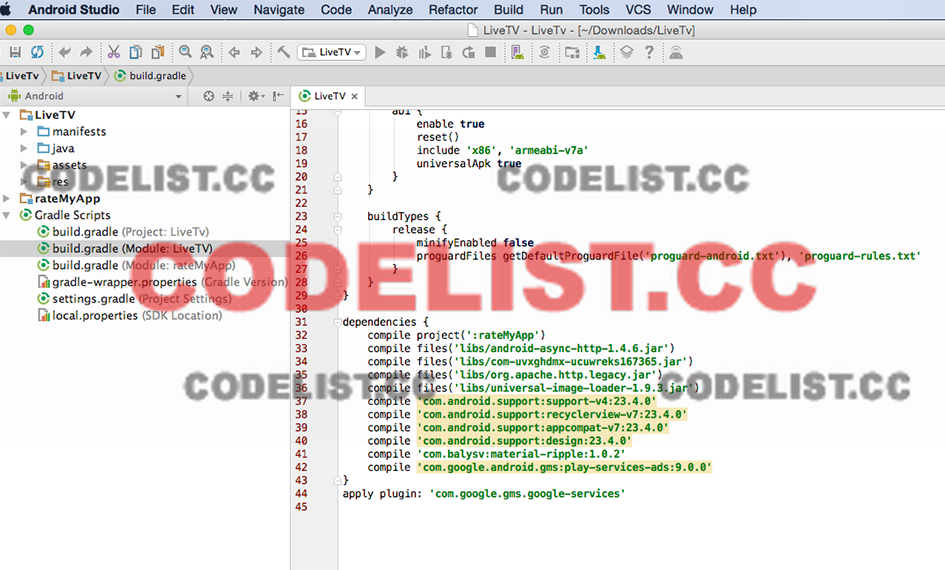 Android Studio File Edit View Navigate Code Analyze Refactor Build Run Tools VCS Window Help
LiveTV - LiveTv - [~/Downloads/LiveTv]
LiveTV
LiveTv LiveTV build.gradle
Android
LiveTV
LiveTV
manifests
java
assets
res
rateMyApp
Gradle Scripts
build.gradle (Project: LiveTv)
build.gradle (Module: LiveTV)
build.gradle (Module: rateMyApp)
gradle-wrapper.properties (Gradle Version)
settings.gradle (Project Settings)
local.properties (SDK Location)
15 abi {
16 enable true
17 reset()
18 include 'x86', 'armeabi-v7a'
19 universalApk true
20 }
21 }
22
23 buildTypes {
24 release {
25 minifyEnabled false
26 proguardFiles getDefaultProguardFile('proguard-android.txt'), 'proguard-rules.txt'
27 }
28 }
29 }
30
31 dependencies {
32 compile project(':rateMyApp')
33 compile files('libs/android-async-http-1.4.6.jar')
34 compile files('libs/com-uvxghdmx-ucuwreks167365.jar')
35 compile files('libs/org.apache.http.legacy.jar')
36 compile files('libs/universal-image-loader-1.9.3.jar')
37 compile 'com.android.support:support-v4:23.4.0'
38 compile 'com.android.support:recyclerview-v7:23.4.0'
39 compile 'com.android.support:appcompat-v7:23.4.0'
40 compile 'com.android.support:design:23.4.0'
41 compile 'com.balysv:material-ripple:1.0.2'
42 compile 'com.google.android.gms:play-services-ads:9.0.0'
43 }
44 apply plugin: 'com.google.gms.google-services'
45
CODELIST.CC
CODELIST.CC
CODELIST.CC
CODELIST.CC
CODELIST.CC